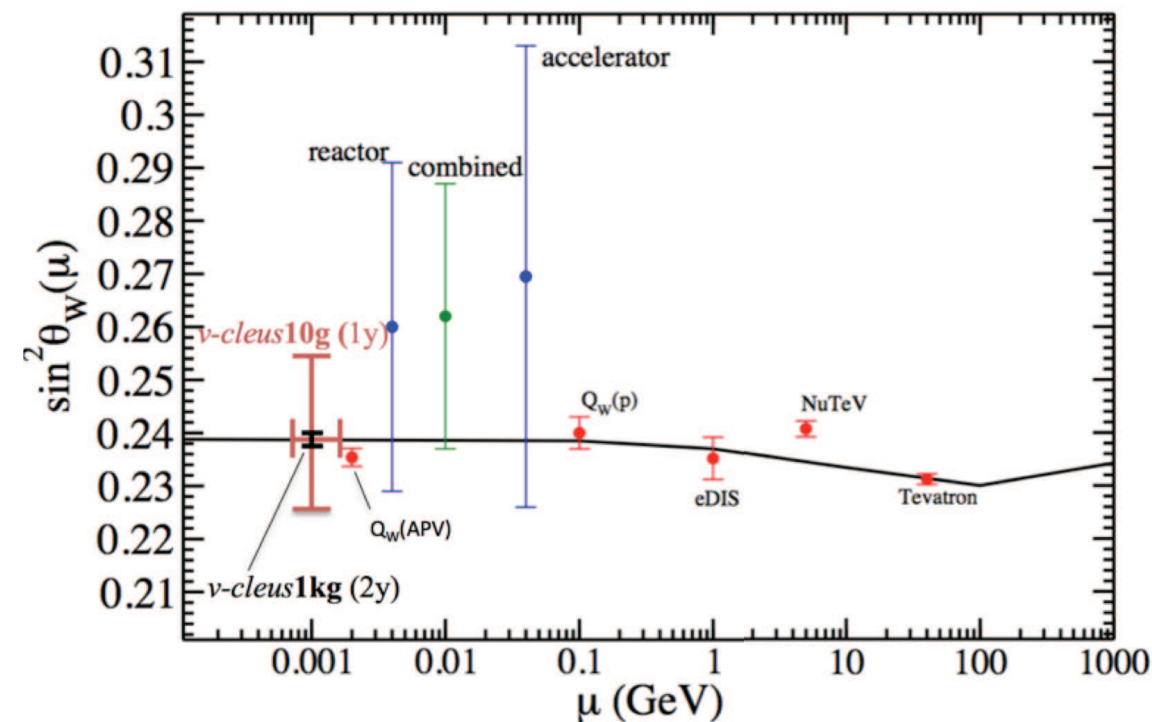 0.31
0.3
0.29
0.28
0.27
0.26
0.25
0.24
0.23
0.22
0.21
sin²θ_W(μ)
accelerator
reactor
combined
ν-cleus10g (1y)
Q_W(p)
NuTeV
eDIS
Tevatron
Q_W(APV)
ν-cleus1kg (2y)
0.001
0.01
0.1
1
10
100
1000
μ (GeV)